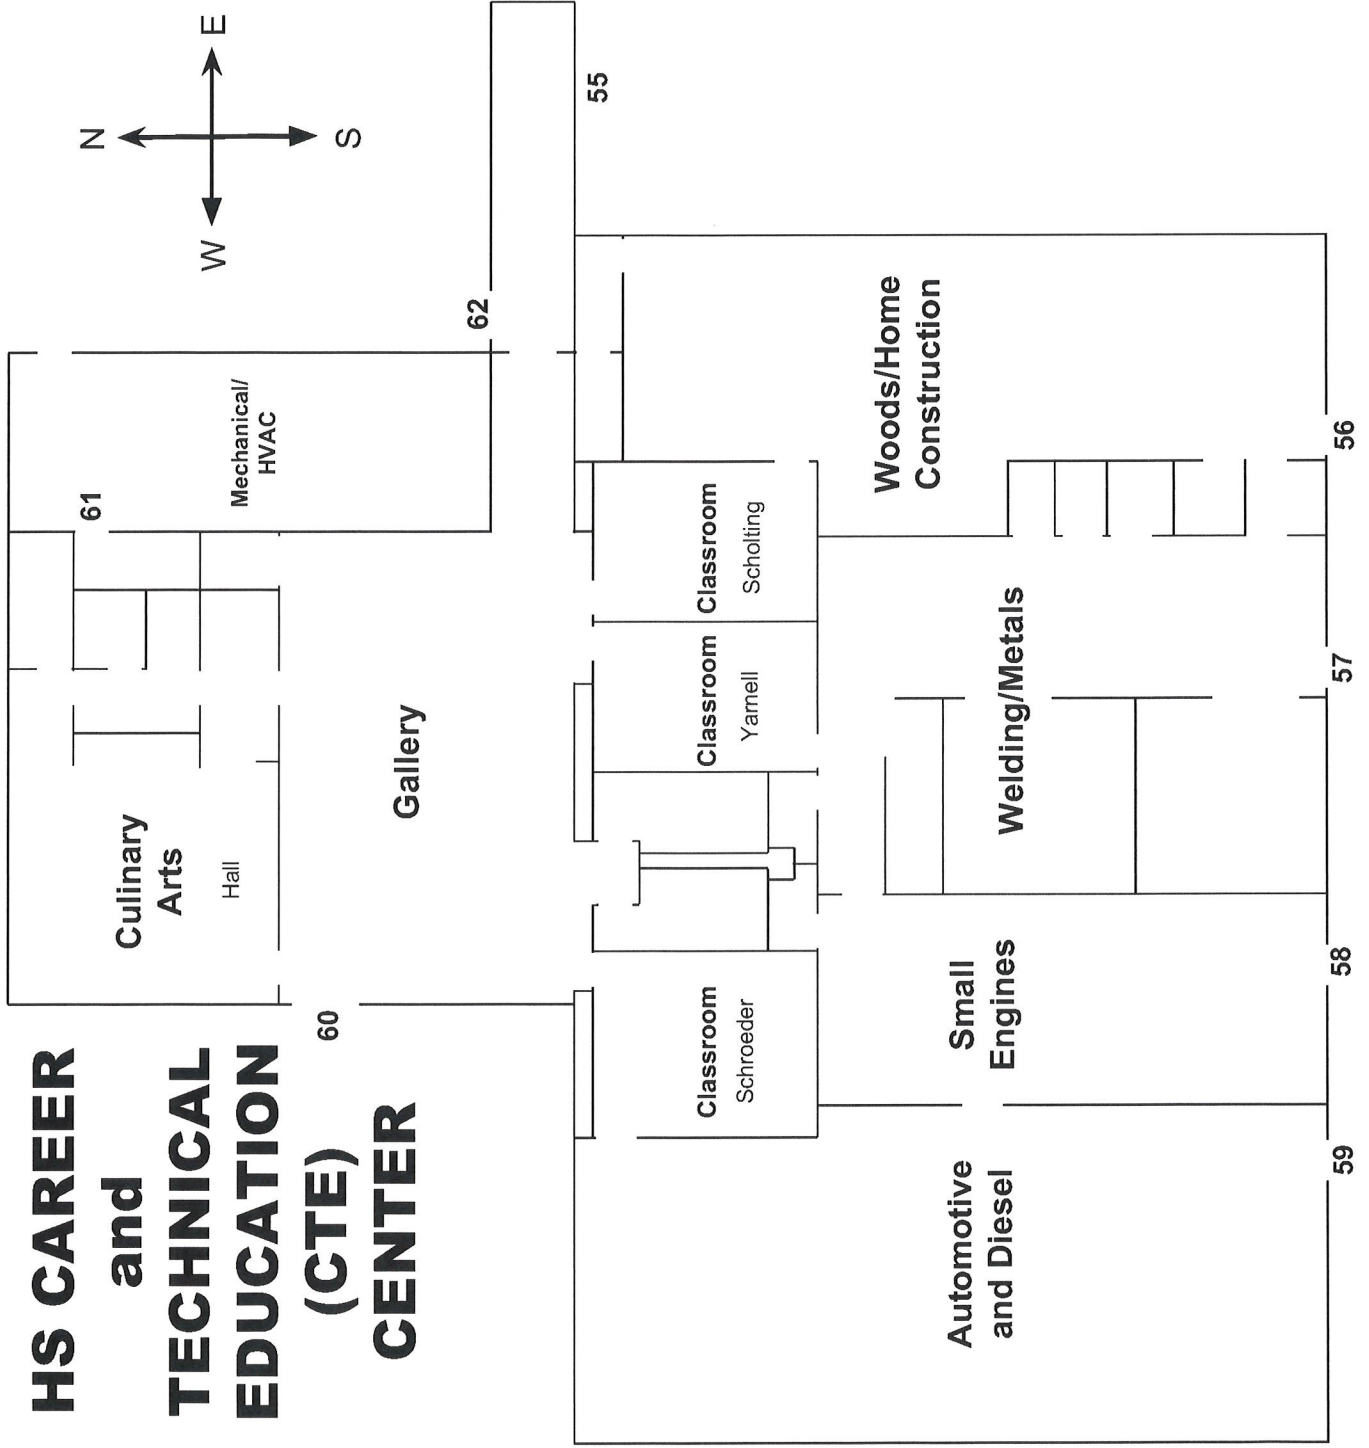 HS CAREER
and
TECHNICAL
EDUCATION
(CTE)
CENTER
N
E
S
W
60
61
62
55
56
57
58
59
Culinary
Arts
Hall
Mechanical/
HVAC
Gallery
Classroom
Schroeder
Classroom
Yarnell
Classroom
Scholting
Automotive
and Diesel
Small
Engines
Welding/Metals
Woods/Home
Construction